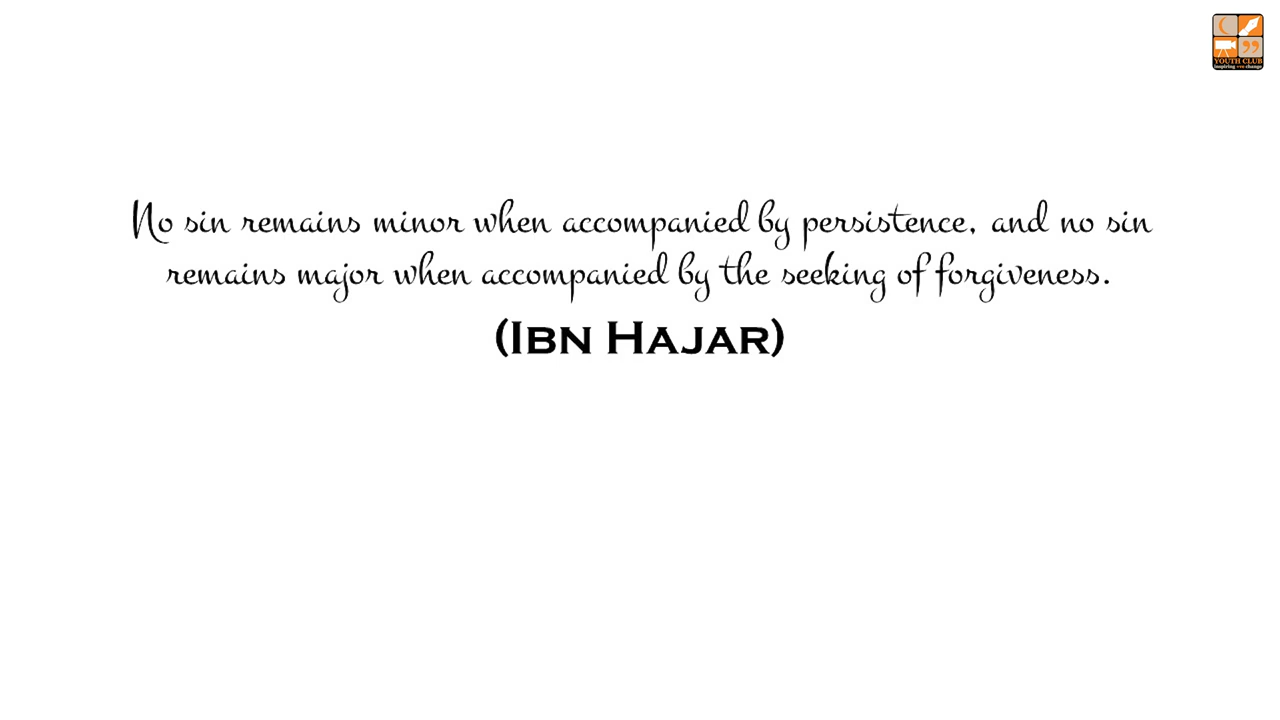 YOUTH CLUB
inspiring +ve change
No sin remains minor when accompanied by persistence, and no sin
remains major when accompanied by the seeking of forgiveness.
(IBN HAJAR)